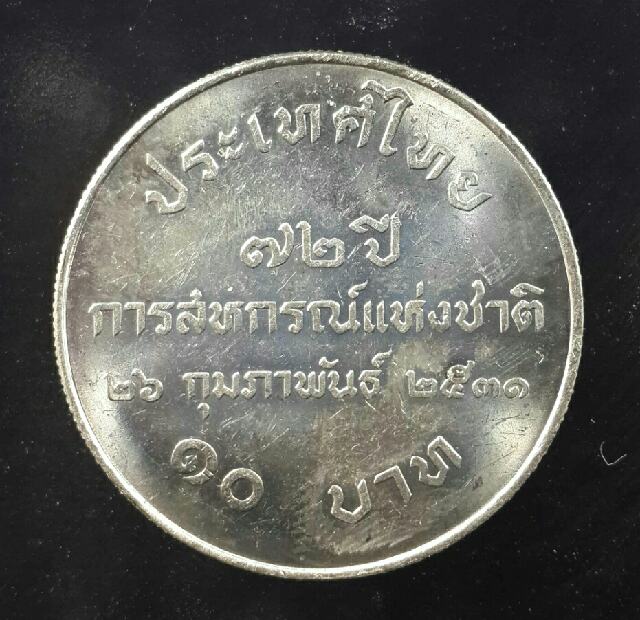 ประเทศไทย
๗๒ ปี
การสหกรณ์แห่งชาติ
๒๖ กุมภาพันธ์ ๒๕๓๑
๑๐ บาท